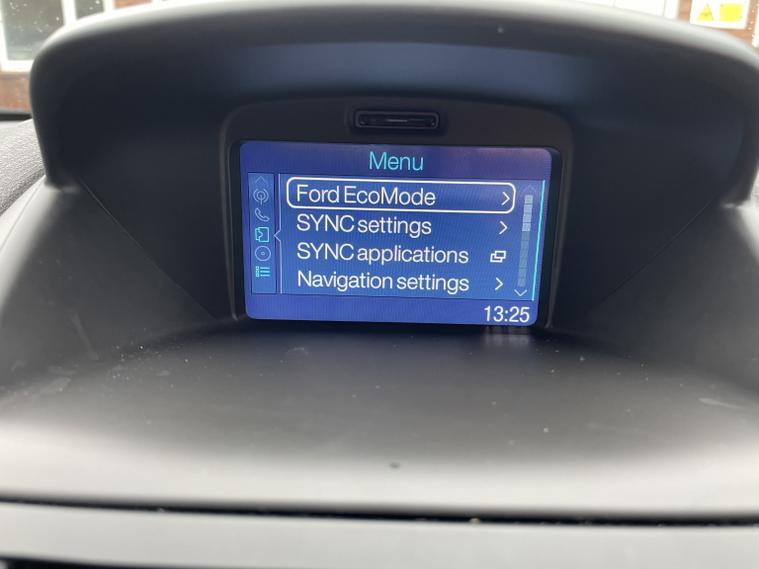 Menu
Ford EcoMode
SYNC settings
SYNC applications
Navigation settings
13:25